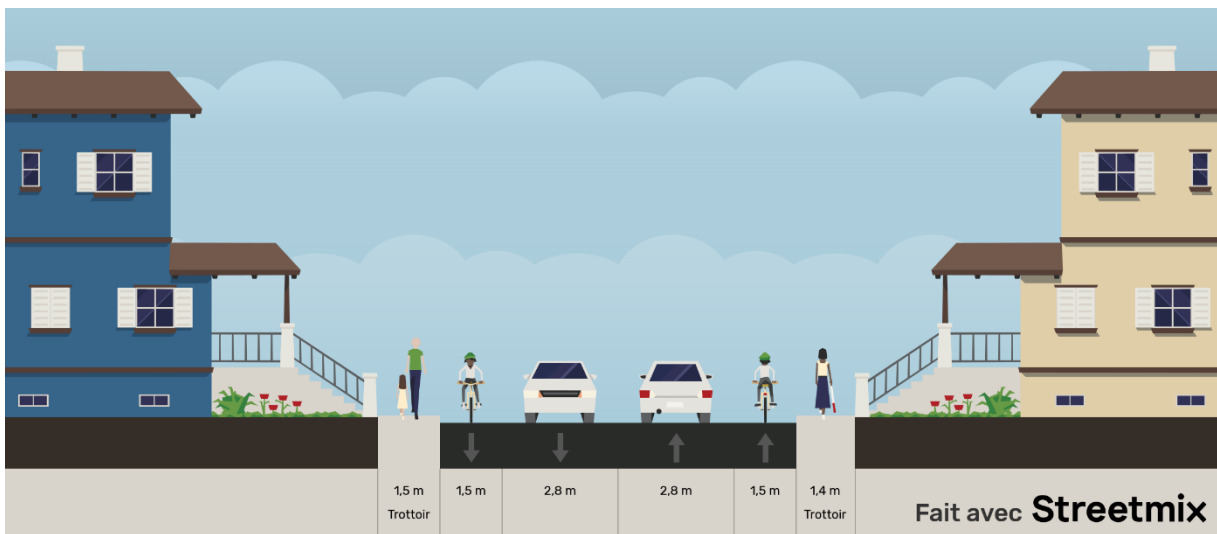 1,5 m
Trottoir
1,5 m
2,8 m
2,8 m
1,5 m
1,4 m
Trottoir
Fait avec Streetmix